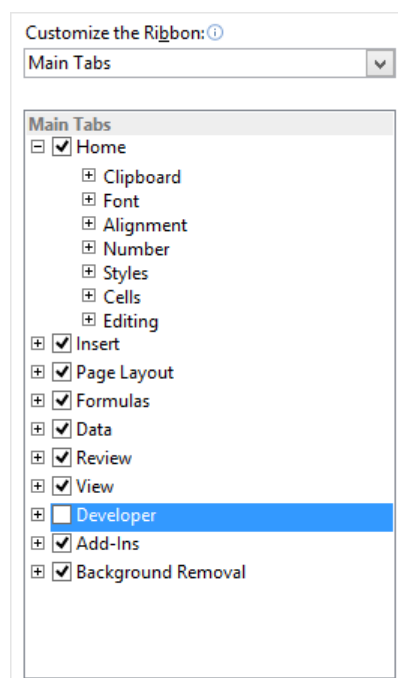 Customize the Ribbon:
Main Tabs
Main Tabs
Home
Clipboard
Font
Alignment
Number
Styles
Cells
Editing
Insert
Page Layout
Formulas
Data
Review
View
Developer
Add-Ins
Background Removal